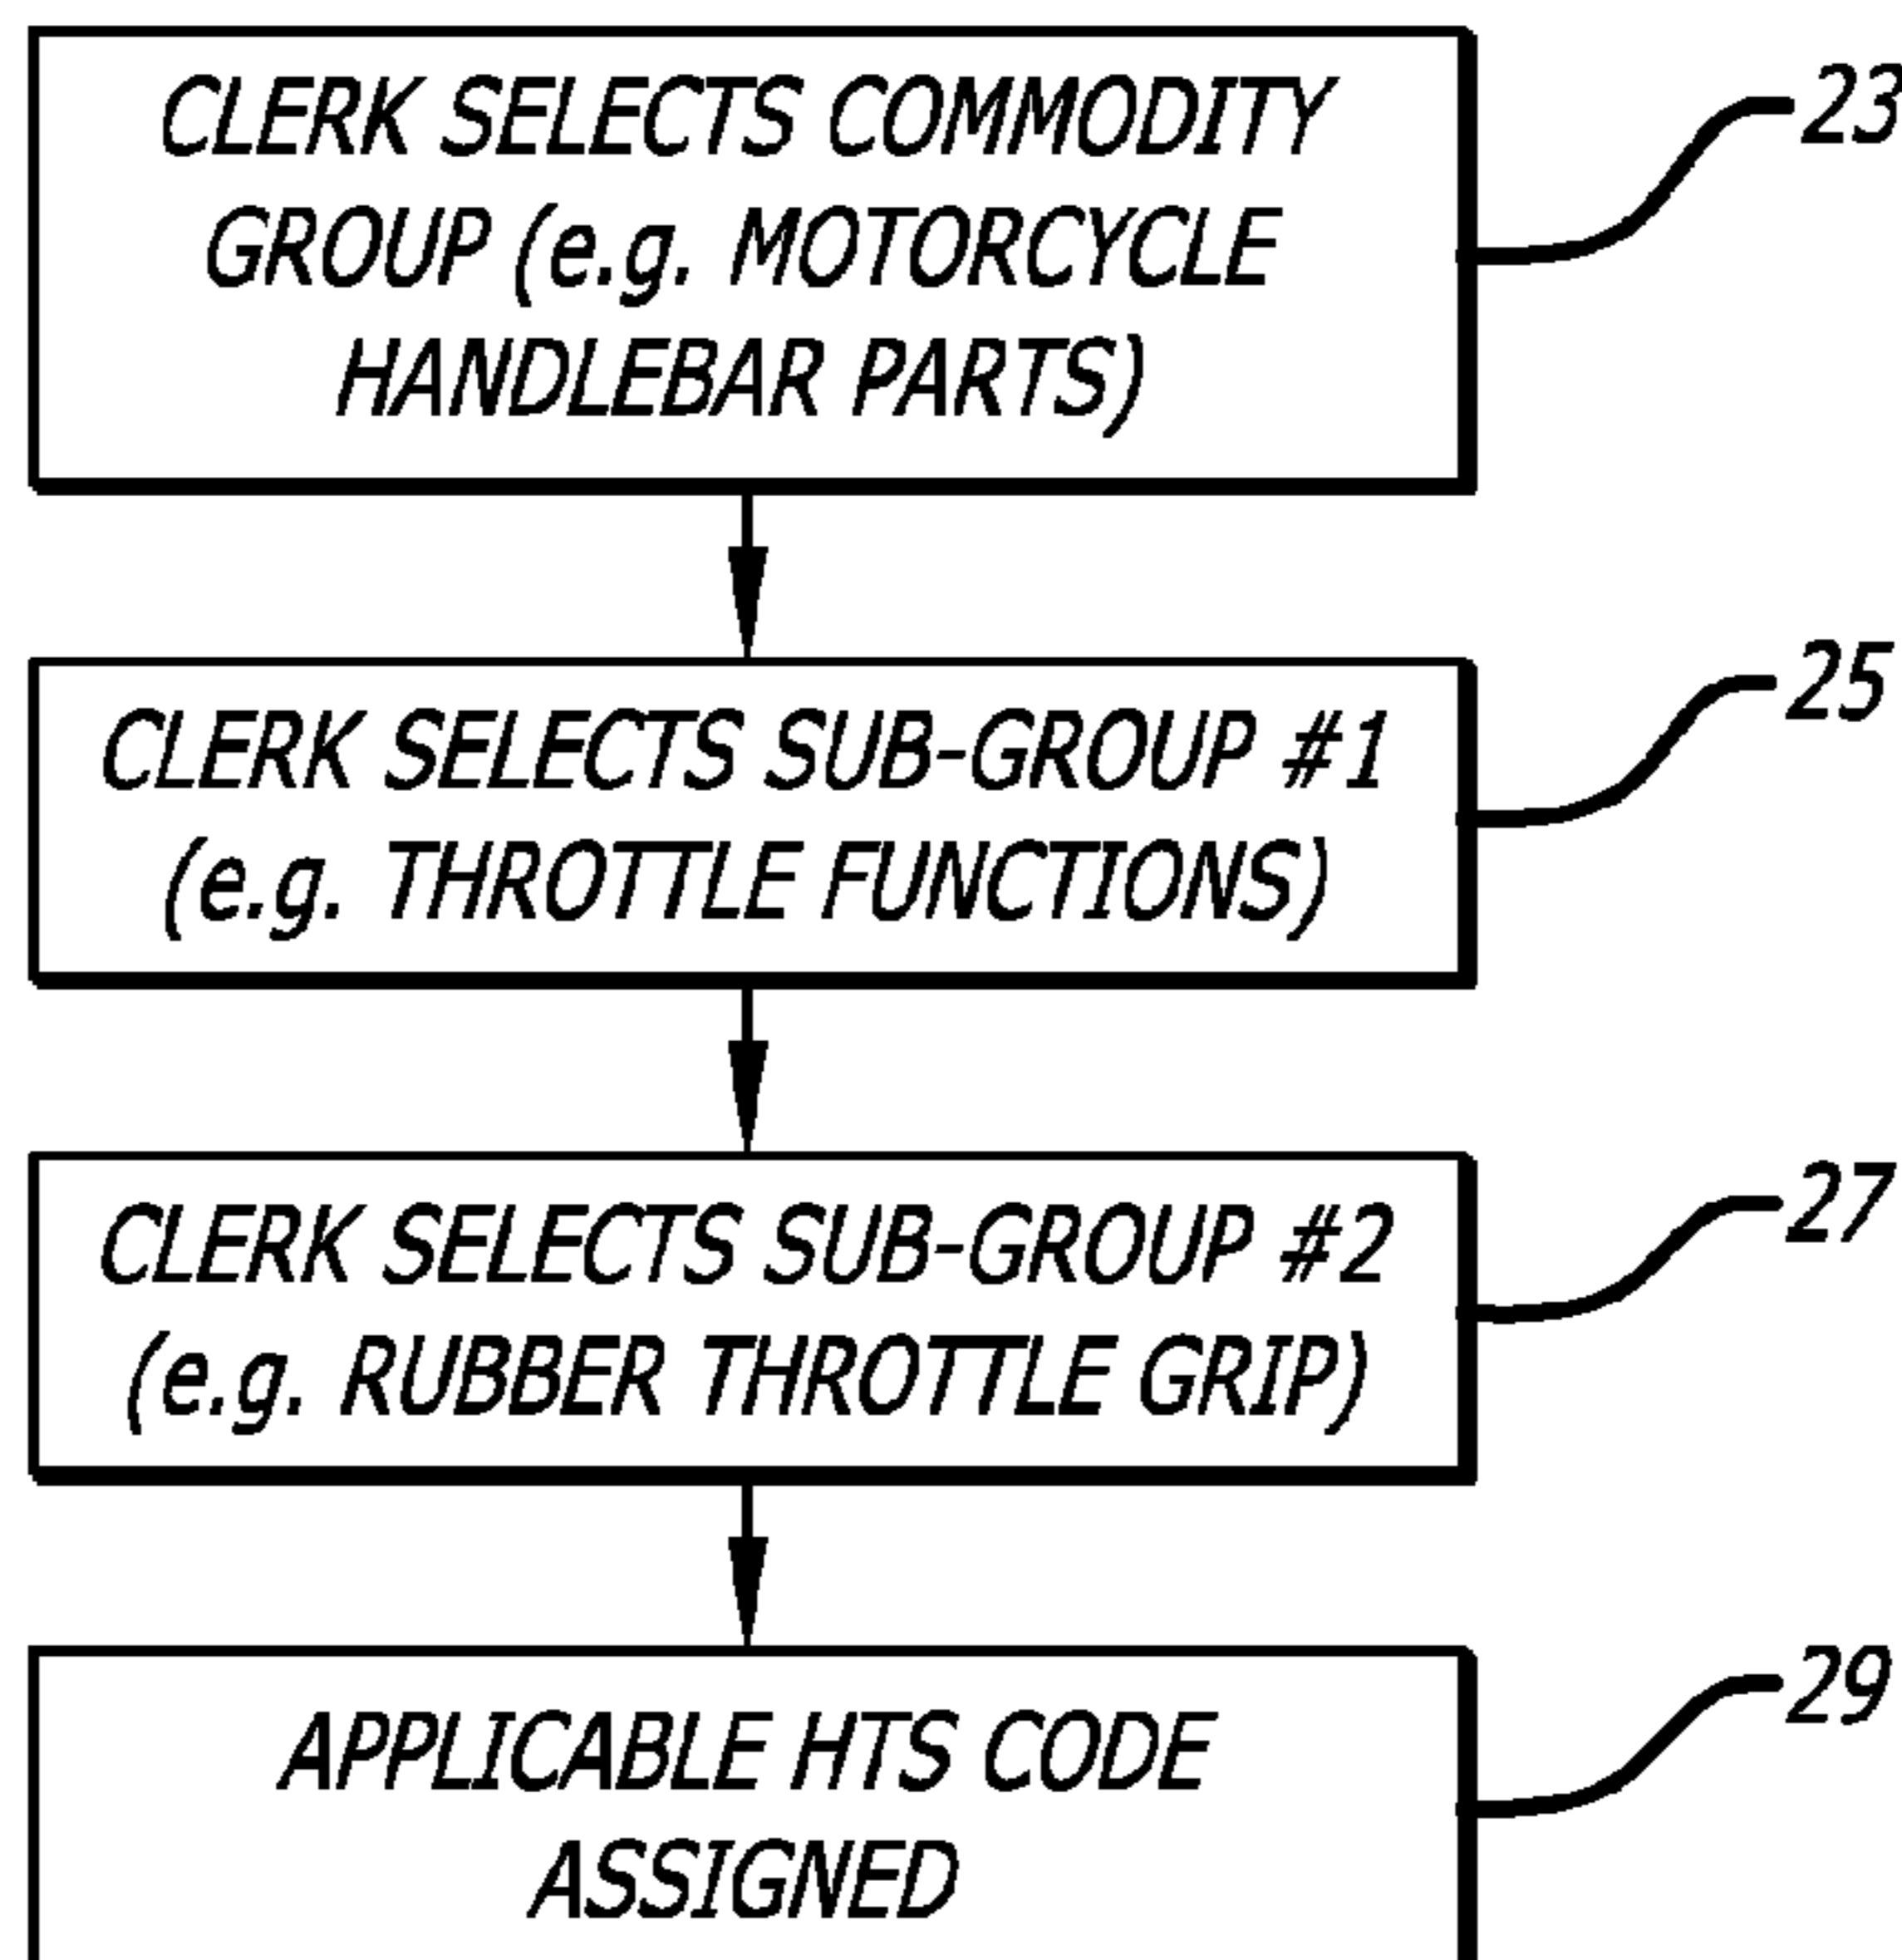 CLERK SELECTS COMMODITY
GROUP (e.g. MOTORCYCLE
HANDLEBAR PARTS)
23
CLERK SELECTS SUB-GROUP #1
(e.g. THROTTLE FUNCTIONS)
25
CLERK SELECTS SUB-GROUP #2
(e.g. RUBBER THROTTLE GRIP)
27
APPLICABLE HTS CODE
ASSIGNED
29